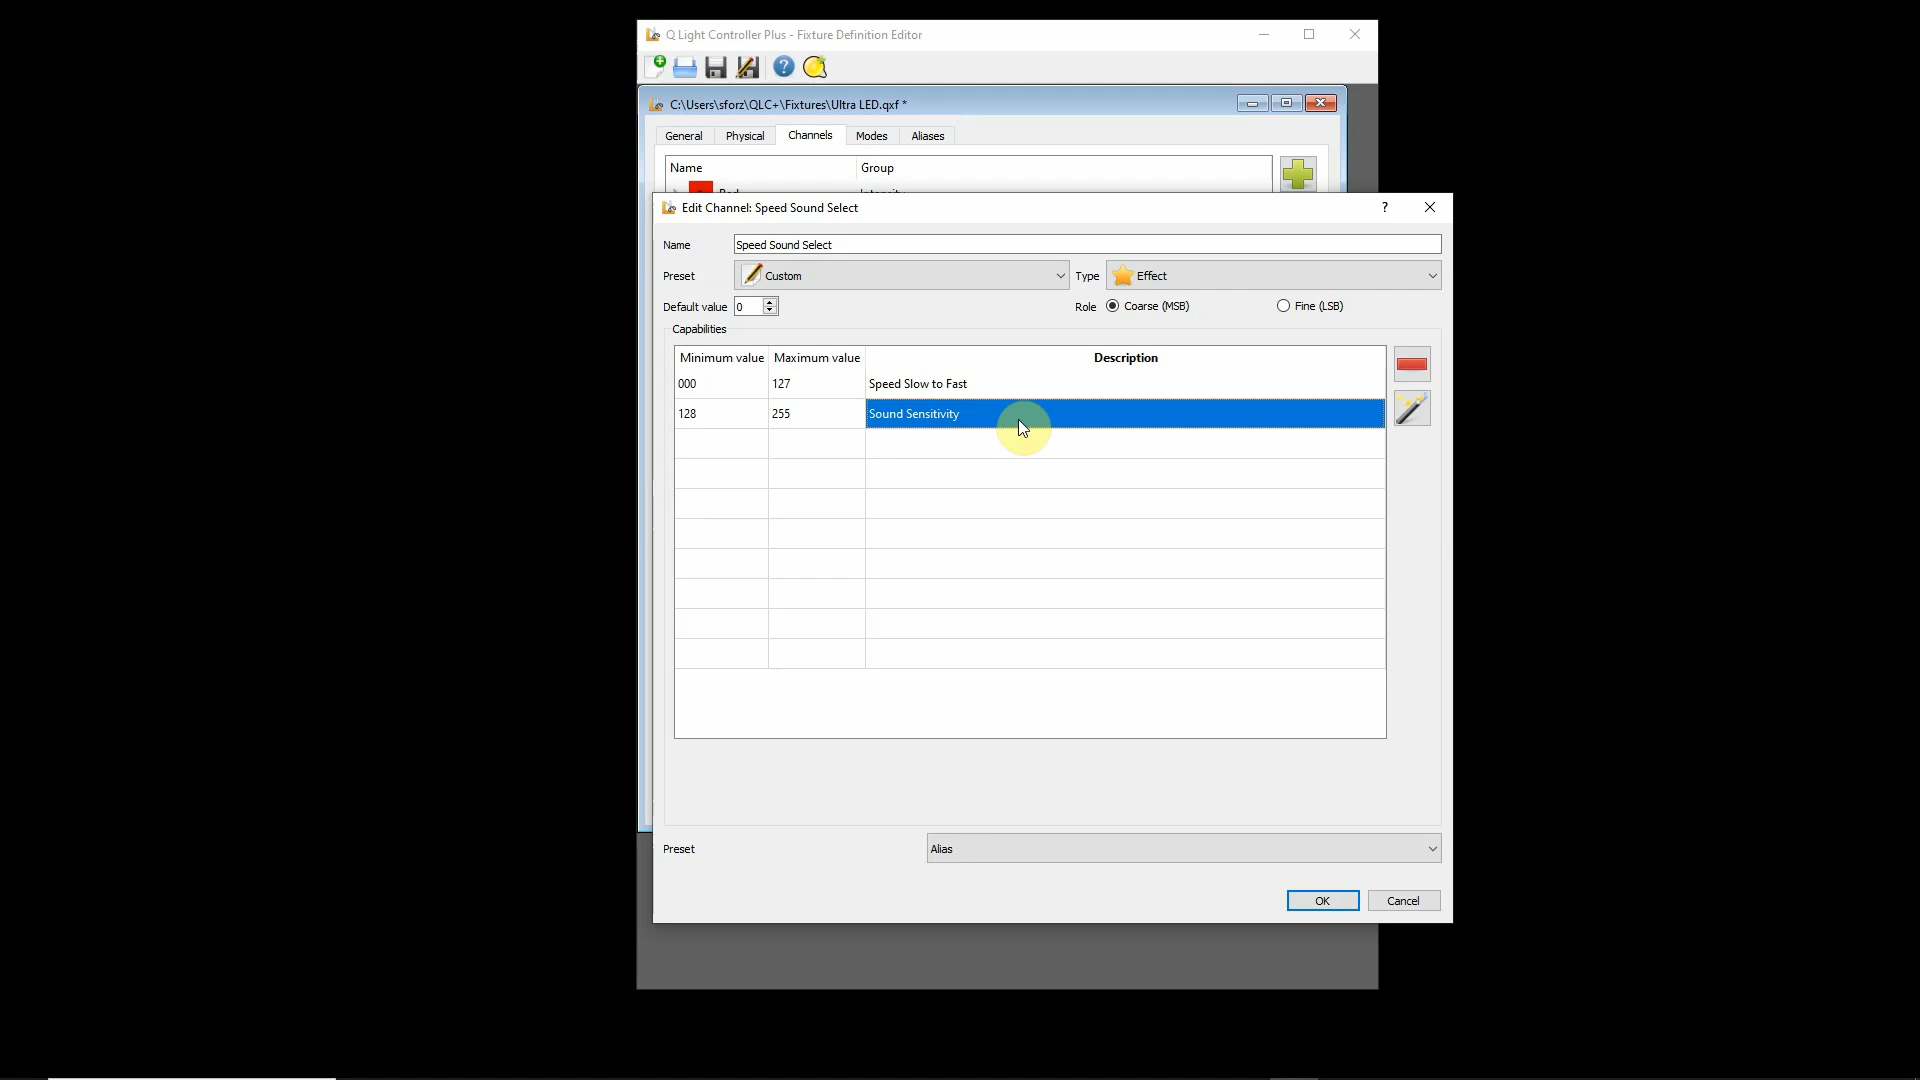 Q Light Controller Plus - Fixture Definition Editor
C:\Users\sforz\QLC+\Fixtures\Ultra LED.qxf *
General Physical Channels Modes Aliases
Name Group
Edit Channel: Speed Sound Select
Name Speed Sound Select
Preset Custom Type Effect
Default value 0 Role Coarse (MSB) Fine (LSB)
Capabilities
Minimum value Maximum value Description
000 127 Speed Slow to Fast
128 255 Sound Sensitivity
Preset Alias
OK Cancel